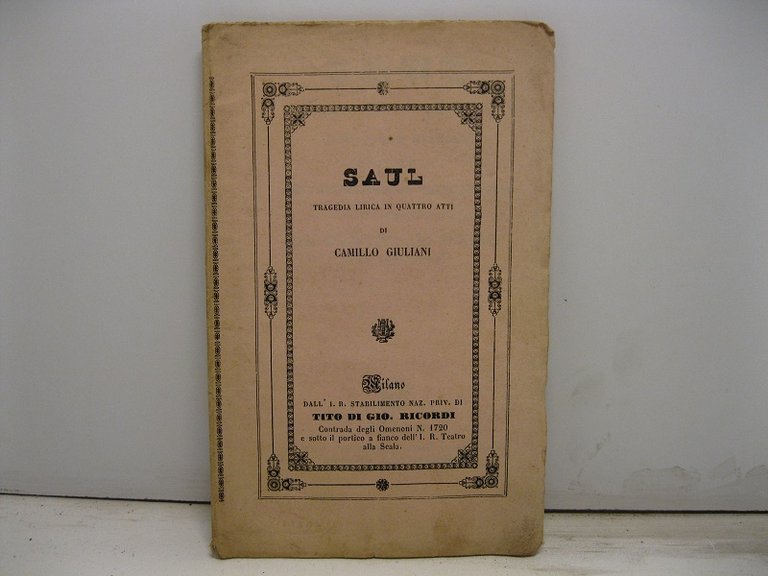 SAUL
TRAGEDIA LIRICA IN QUATTRO ATTI
DI
CAMILLO GIULIANI
Milano
DALL' I. R. STABILIMENTO NAZ. PRIV. DI
TITO DI GIO. RICORDI
Contrada degli Omenoni N. 1720
e sotto il portico a fianco dell' I. R. Teatro
alla Scala.